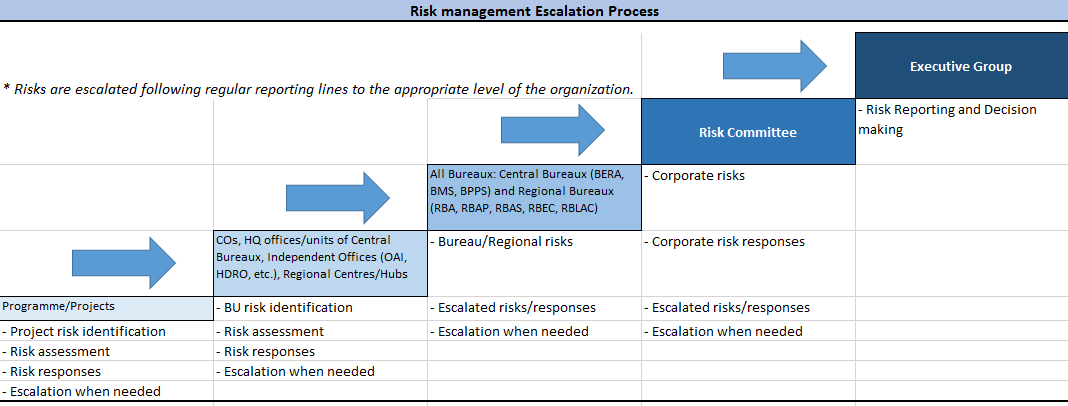 Risk management Escalation Process
Executive Group
* Risks are escalated following regular reporting lines to the appropriate level of the organization.
- Risk Reporting and Decision
making
Risk Committee
All Bureaux: Central Bureaux (BERA,
BMS, BPPS) and Regional Bureaux
(RBA, RBAP, RBAS, RBEC, RBLAC)
- Corporate risks
COs, HQ offices/units of Central
Bureaux, Independent Offices (OAI,
HDRO, etc.), Regional Centres/Hubs
- Bureau/Regional risks
- Corporate risk responses
Programme/Projects
- BU risk identification
- Escalated risks/responses
- Escalated risks/responses
- Project risk identification
- Risk assessment
- Escalation when needed
- Escalation when needed
- Risk assessment
- Risk responses
- Risk responses
- Escalation when needed
- Escalation when needed